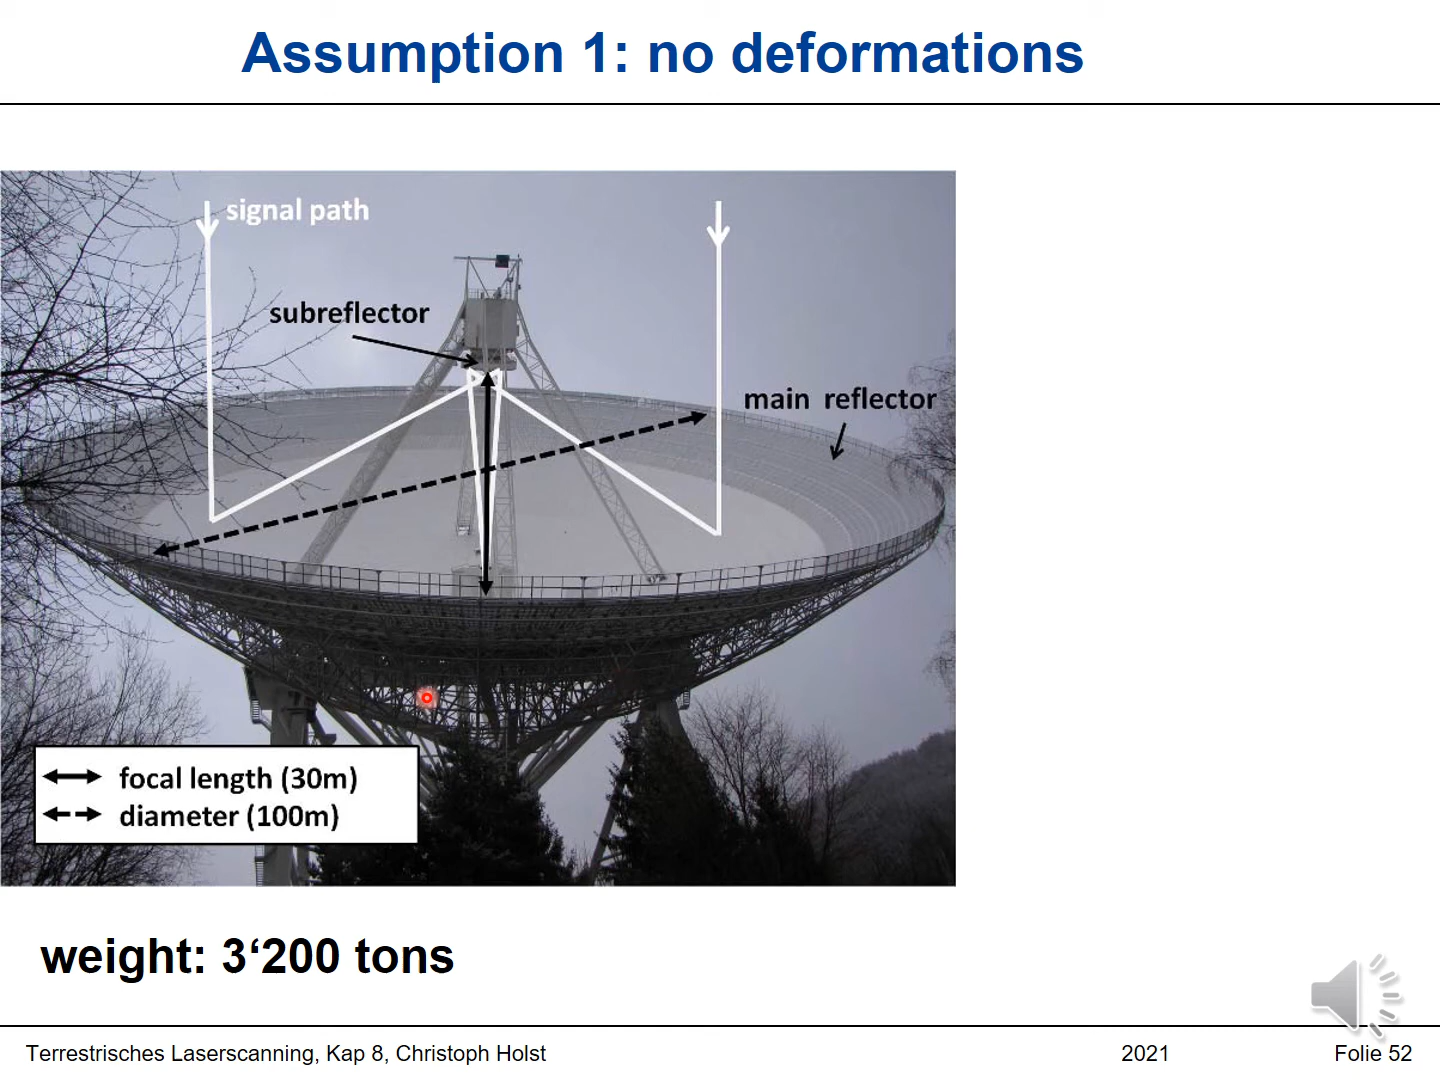 Assumption 1: no deformations
signal path
subreflector
main reflector
focal length (30m)
diameter (100m)
weight: 3‘200 tons
Terrestrisches Laserscanning, Kap 8, Christoph Holst
2021
Folie 52